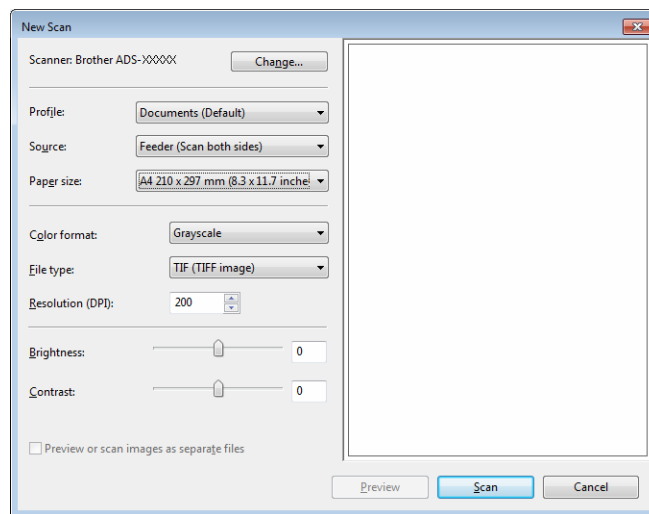 New Scan
Scanner: Brother ADS-XXXXX
Change...
Profile:
Documents (Default)
Source:
Feeder (Scan both sides)
Paper size:
A4 210 x 297 mm (8.3 x 11.7 inche
Color format:
Grayscale
File type:
TIF (TIFF image)
Resolution (DPI):
200
Brightness:
0
Contrast:
0
Preview or scan images as separate files
Preview
Scan
Cancel